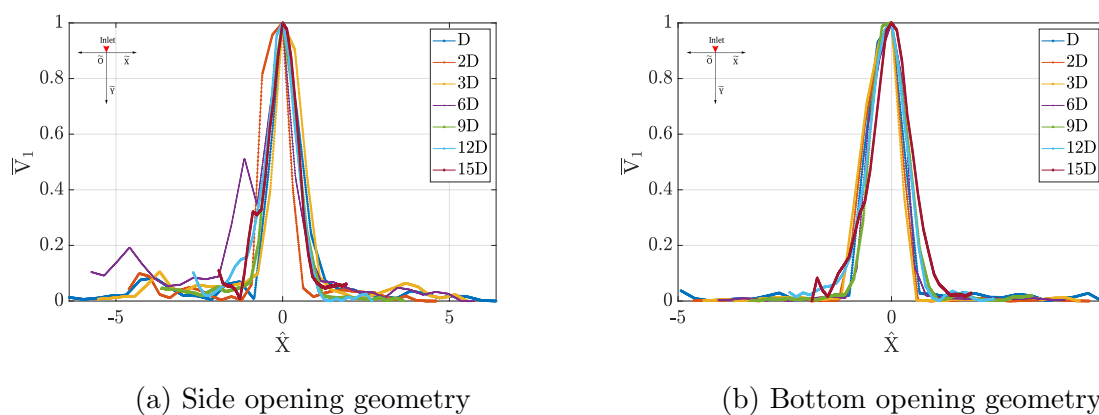 1
0.8
0.6
0.4
0.2
0
V̅₁
Inlet
Õ X̃
Y̅
D
2D
3D
6D
9D
12D
15D
-5 0 5
X̂
(a) Side opening geometry
1
0.8
0.6
0.4
0.2
0
V̅₁
Inlet
Õ X̃
Y̅
D
2D
3D
6D
9D
12D
15D
-5 0
X̂
(b) Bottom opening geometry